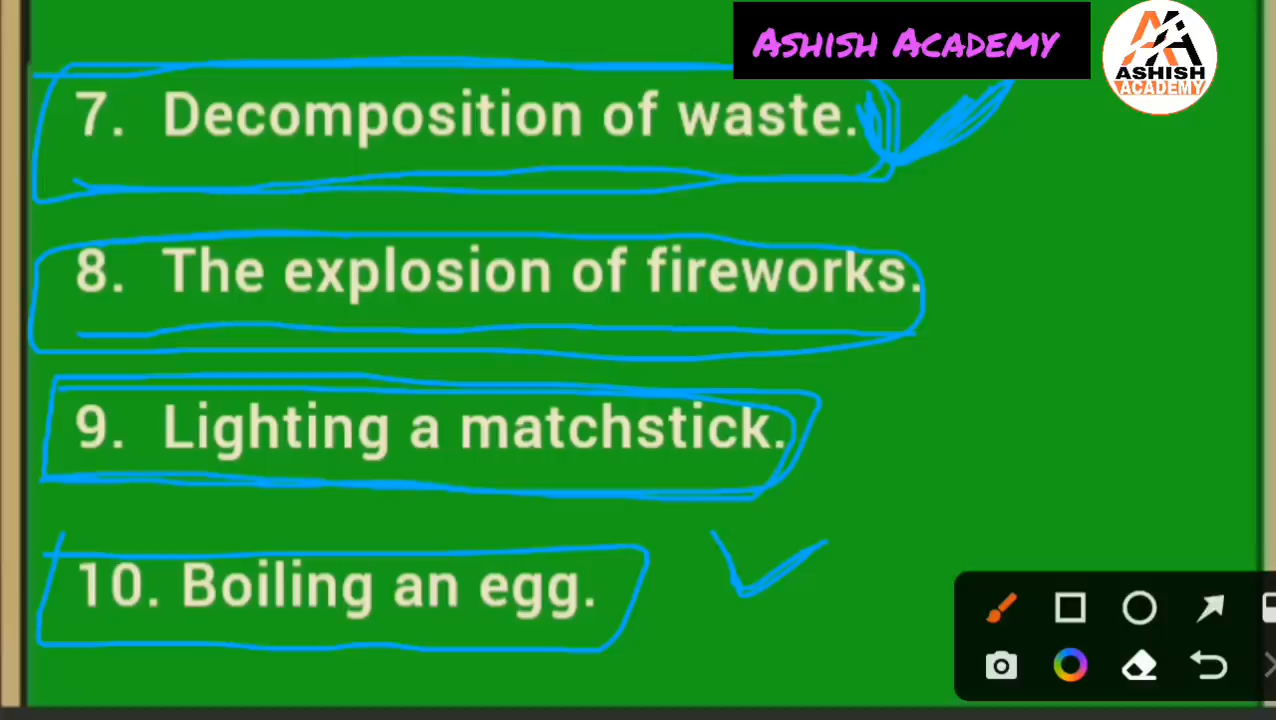 ASHISH ACADEMY
ASHISH
ACADEMY
7. Decomposition of waste.
8. The explosion of fireworks.
9. Lighting a matchstick.
10. Boiling an egg.